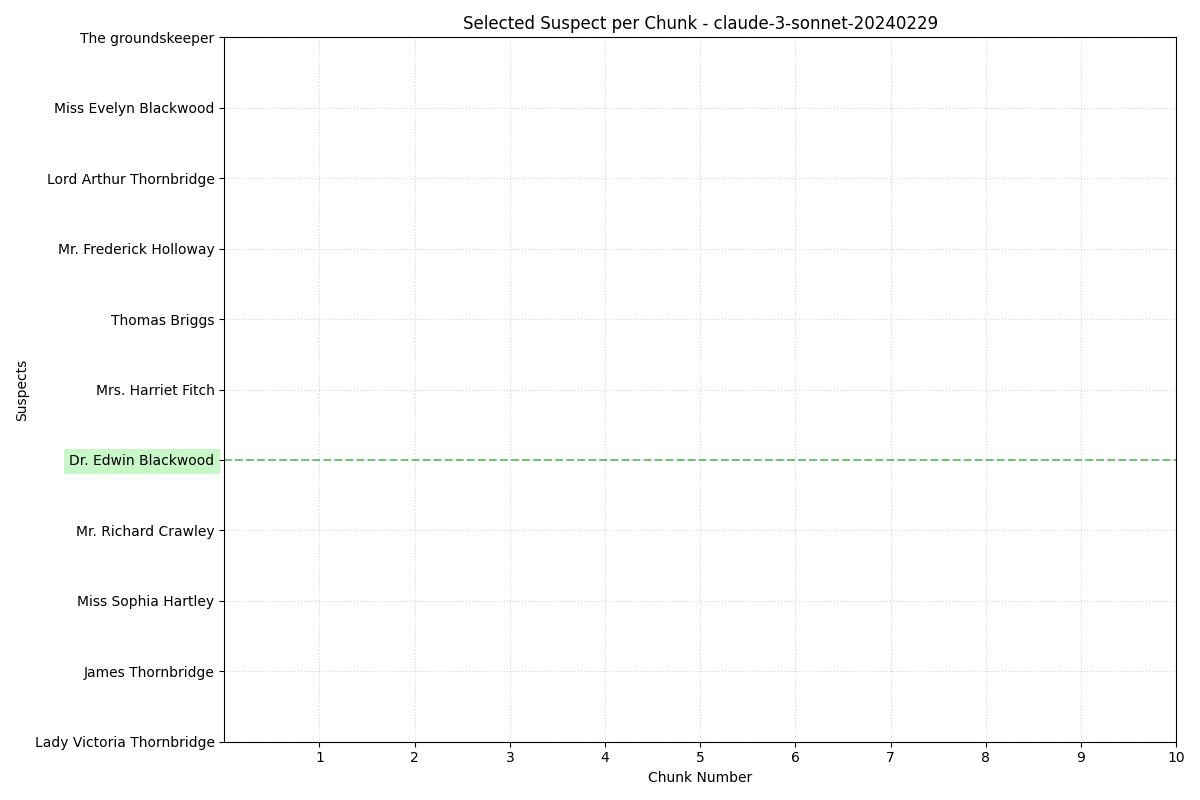 Selected Suspect per Chunk - claude-3-sonnet-20240229
The groundskeeper
Miss Evelyn Blackwood
Lord Arthur Thornbridge
Mr. Frederick Holloway
Thomas Briggs
Mrs. Harriet Fitch
Dr. Edwin Blackwood
Mr. Richard Crawley
Miss Sophia Hartley
James Thornbridge
Lady Victoria Thornbridge
Suspects
1 2 3 4 5 6 7 8 9 10
Chunk Number